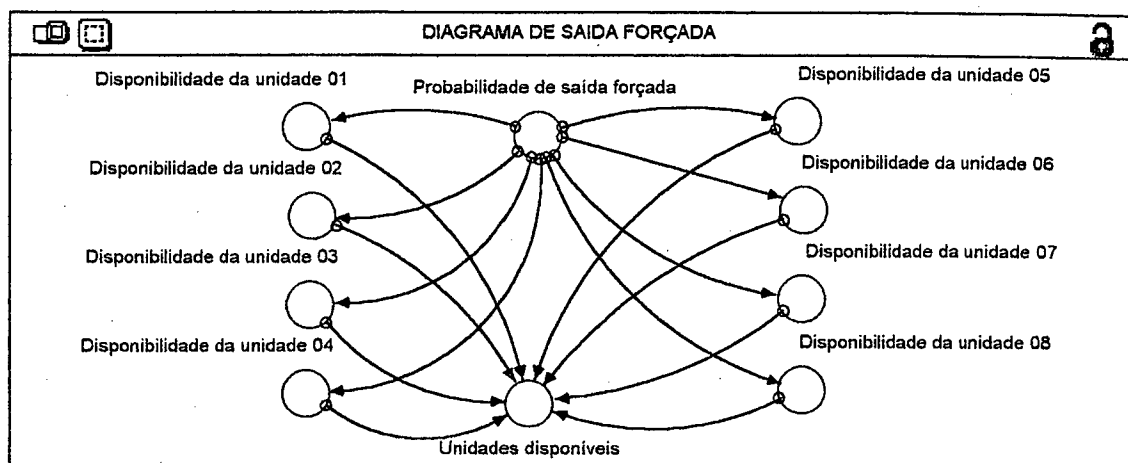 DIAGRAMA DE SAIDA FORÇADA
Disponibilidade da unidade 01
Probabilidade de saída forçada
Disponibilidade da unidade 05
Disponibilidade da unidade 02
Disponibilidade da unidade 06
Disponibilidade da unidade 03
Disponibilidade da unidade 07
Disponibilidade da unidade 04
Disponibilidade da unidade 08
Unidades disponíveis